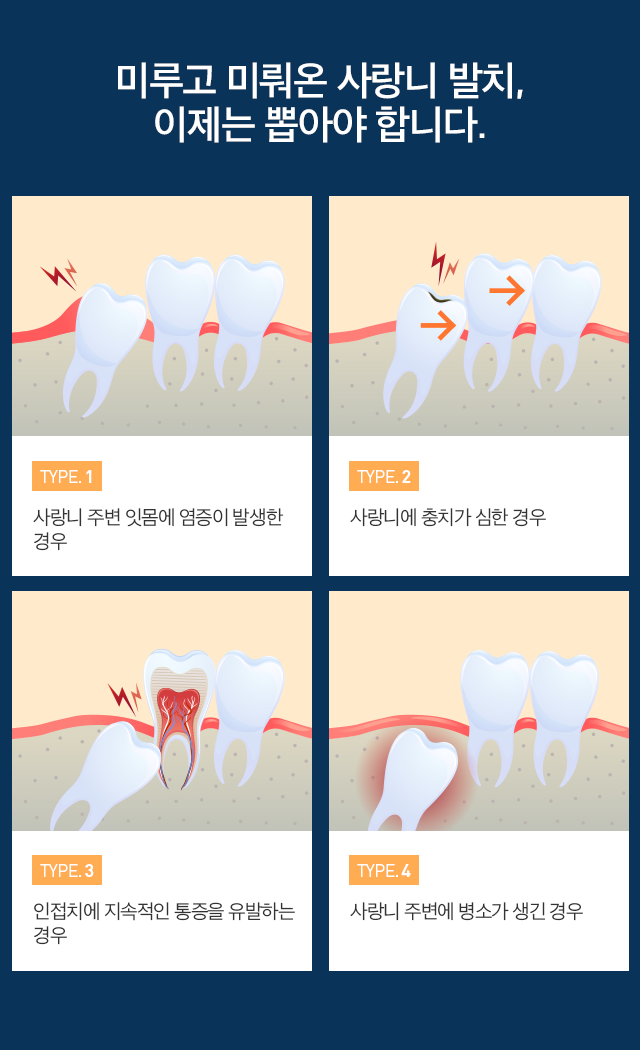 미루고 미뤄온 사랑니 발치,
이제는 뽑아야 합니다.
TYPE. 1
사랑니 주변 잇몸에 염증이 발생한
경우
TYPE. 2
사랑니에 충치가 심한 경우
TYPE. 3
인접치에 지속적인 통증을 유발하는
경우
TYPE. 4
사랑니 주변에 병소가 생긴 경우